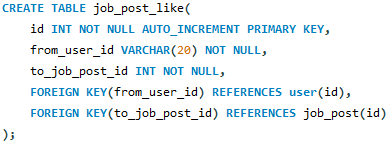 CREATE TABLE job_post_like(
    id INT NOT NULL AUTO_INCREMENT PRIMARY KEY,
    from_user_id VARCHAR(20) NOT NULL,
    to_job_post_id INT NOT NULL,
    FOREIGN KEY(from_user_id) REFERENCES user(id),
    FOREIGN KEY(to_job_post_id) REFERENCES job_post(id)
);